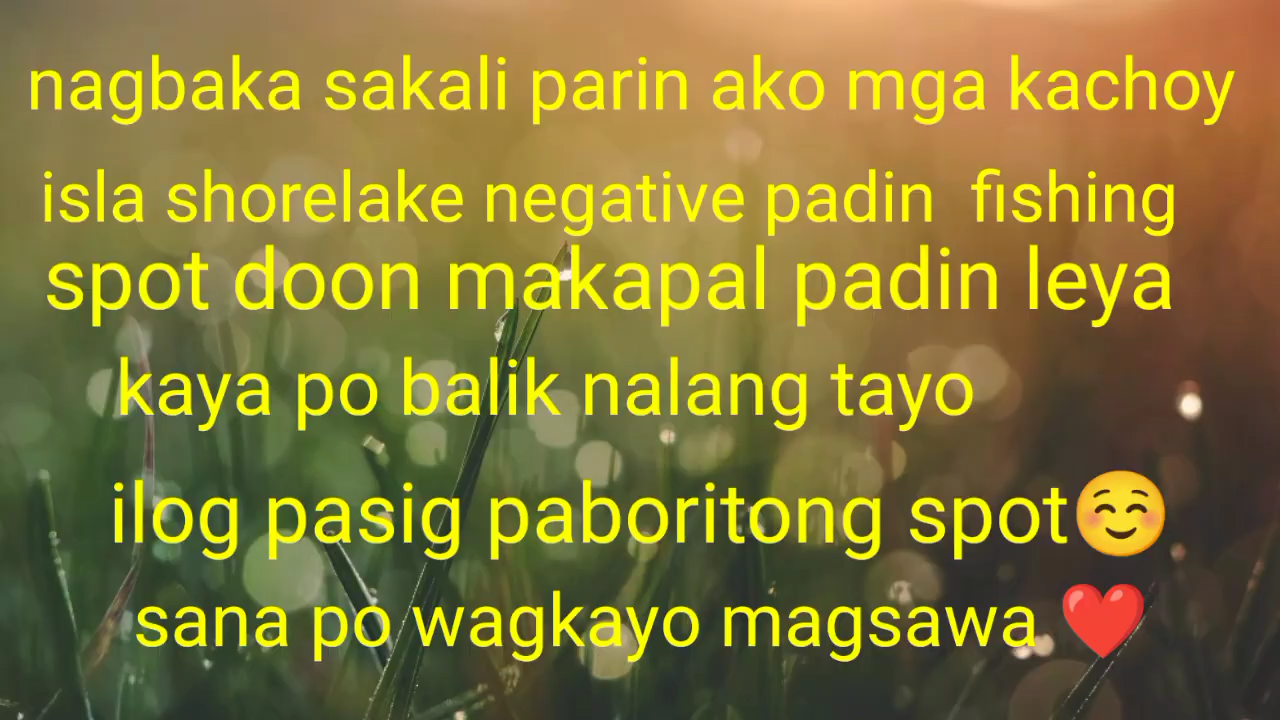 nagbaka sakali parin ako mga kachoy
isla shorelake negative padin fishing
spot doon makapal padin leya
kaya po balik nalang tayo
ilog pasig paboritong spot☺️
sana po wagkayo magsawa ❤️